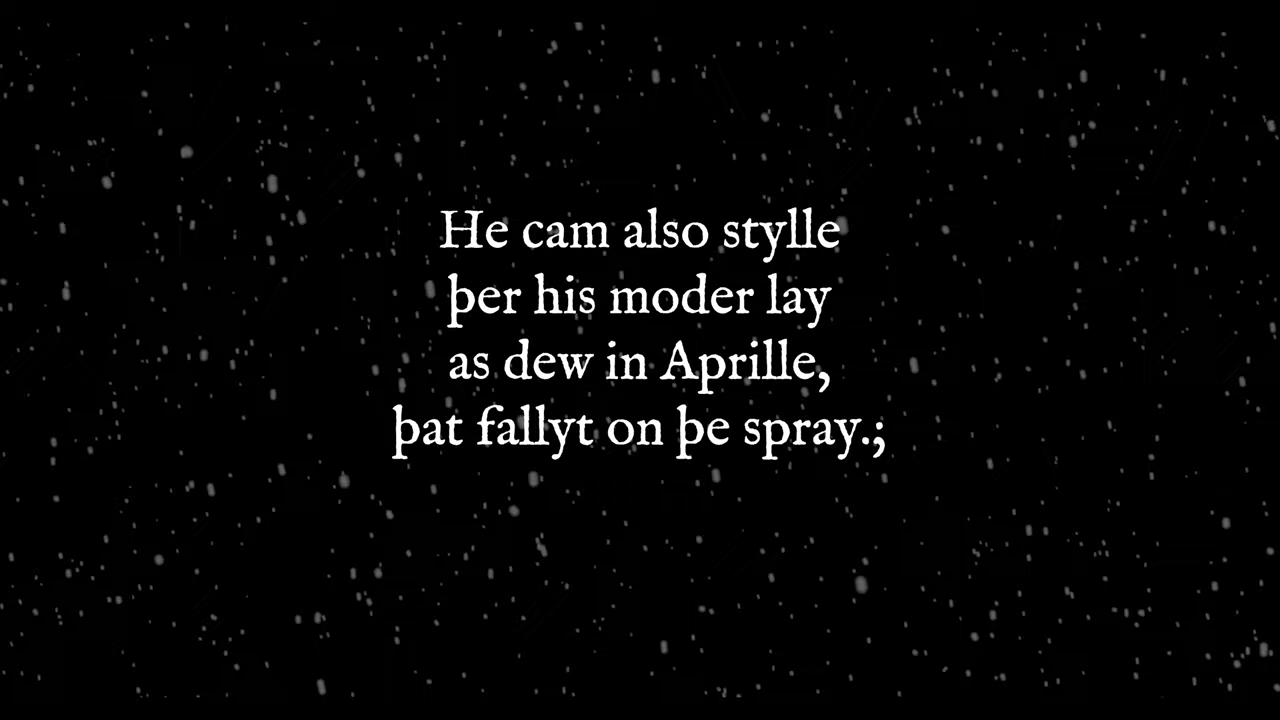 He cam also stylle
þer his moder lay
as dew in Aprille,
þat fallyt on þe spray.;